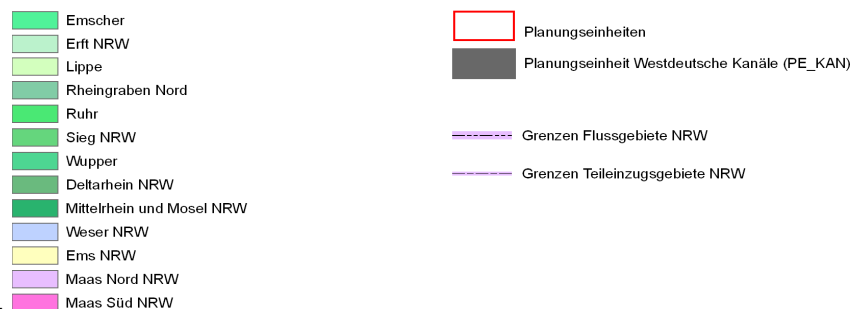 Emscher
Erft NRW
Lippe
Rheingraben Nord
Ruhr
Sieg NRW
Wupper
Deltarhein NRW
Mittelrhein und Mosel NRW
Weser NRW
Ems NRW
Maas Nord NRW
Maas Süd NRW
Planungseinheiten
Planungseinheit Westdeutsche Kanäle (PE_KAN)
Grenzen Flussgebiete NRW
Grenzen Teileinzugsgebiete NRW